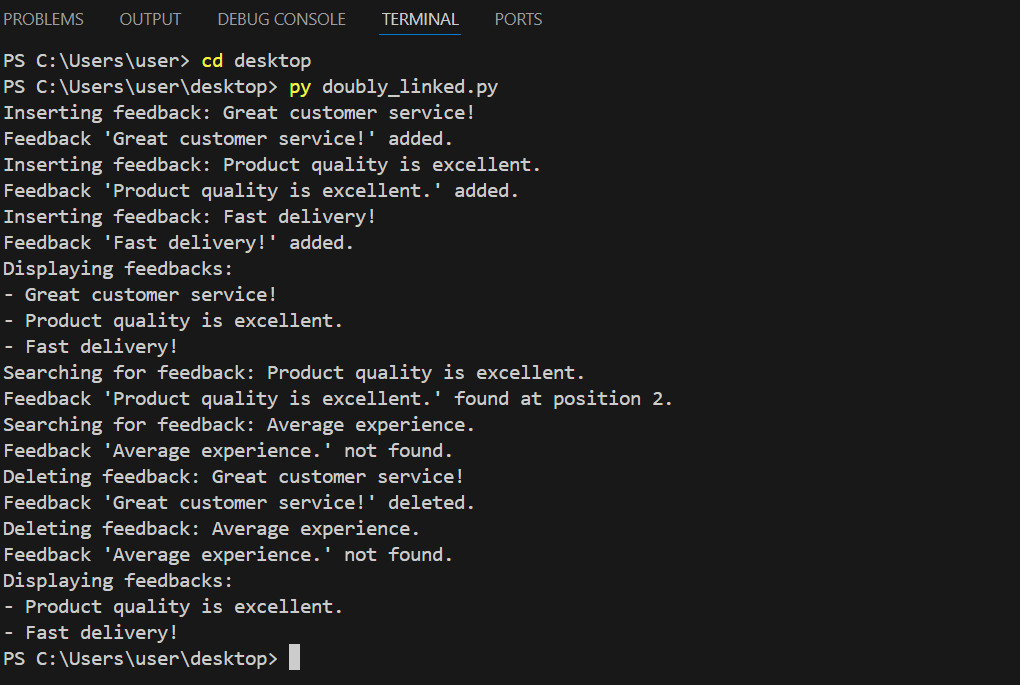 PROBLEMS OUTPUT DEBUG CONSOLE TERMINAL PORTS
PS C:\Users\user> cd desktop
PS C:\Users\user\desktop> py doubly_linked.py
Inserting feedback: Great customer service!
Feedback 'Great customer service!' added.
Inserting feedback: Product quality is excellent.
Feedback 'Product quality is excellent.' added.
Inserting feedback: Fast delivery!
Feedback 'Fast delivery!' added.
Displaying feedbacks:
- Great customer service!
- Product quality is excellent.
- Fast delivery!
Searching for feedback: Product quality is excellent.
Feedback 'Product quality is excellent.' found at position 2.
Searching for feedback: Average experience.
Feedback 'Average experience.' not found.
Deleting feedback: Great customer service!
Feedback 'Great customer service!' deleted.
Deleting feedback: Average experience.
Feedback 'Average experience.' not found.
Displaying feedbacks:
- Product quality is excellent.
- Fast delivery!
PS C:\Users\user\desktop>